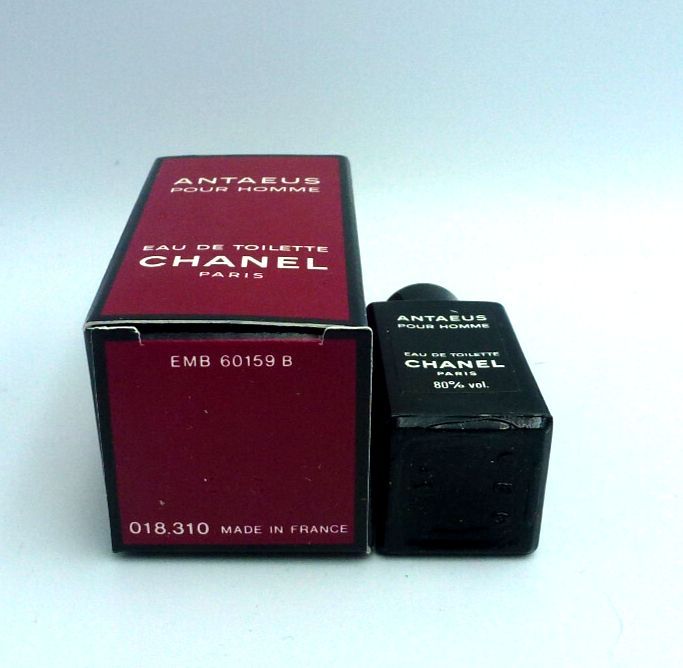 ANTAEUS
POUR HOMME
EAU DE TOILETTE
CHANEL
PARIS
EMB 60159 B
018.310 MADE IN FRANCE
ANTAEUS
POUR HOMME
EAU DE TOILETTE
CHANEL
PARIS
80% vol.